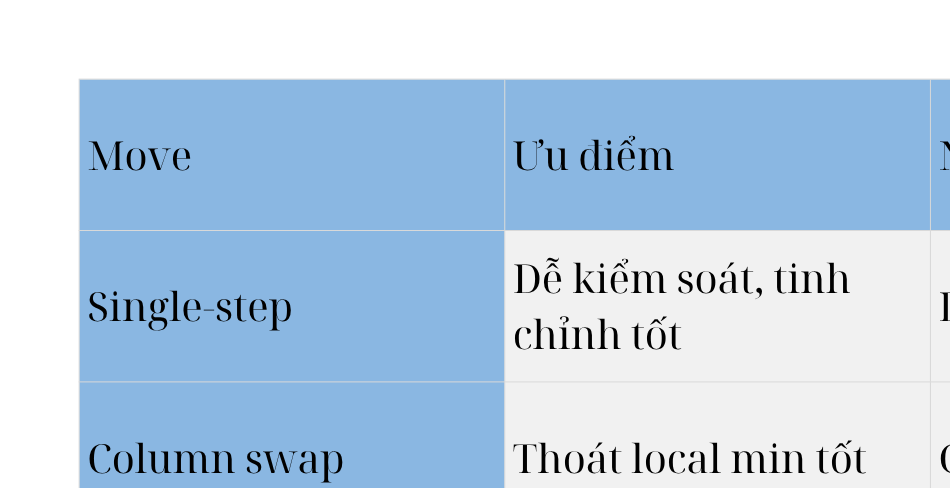 Move
Ưu điểm
Single-step
Dễ kiểm soát, tinh
chỉnh tốt
Column swap
Thoát local min tốt